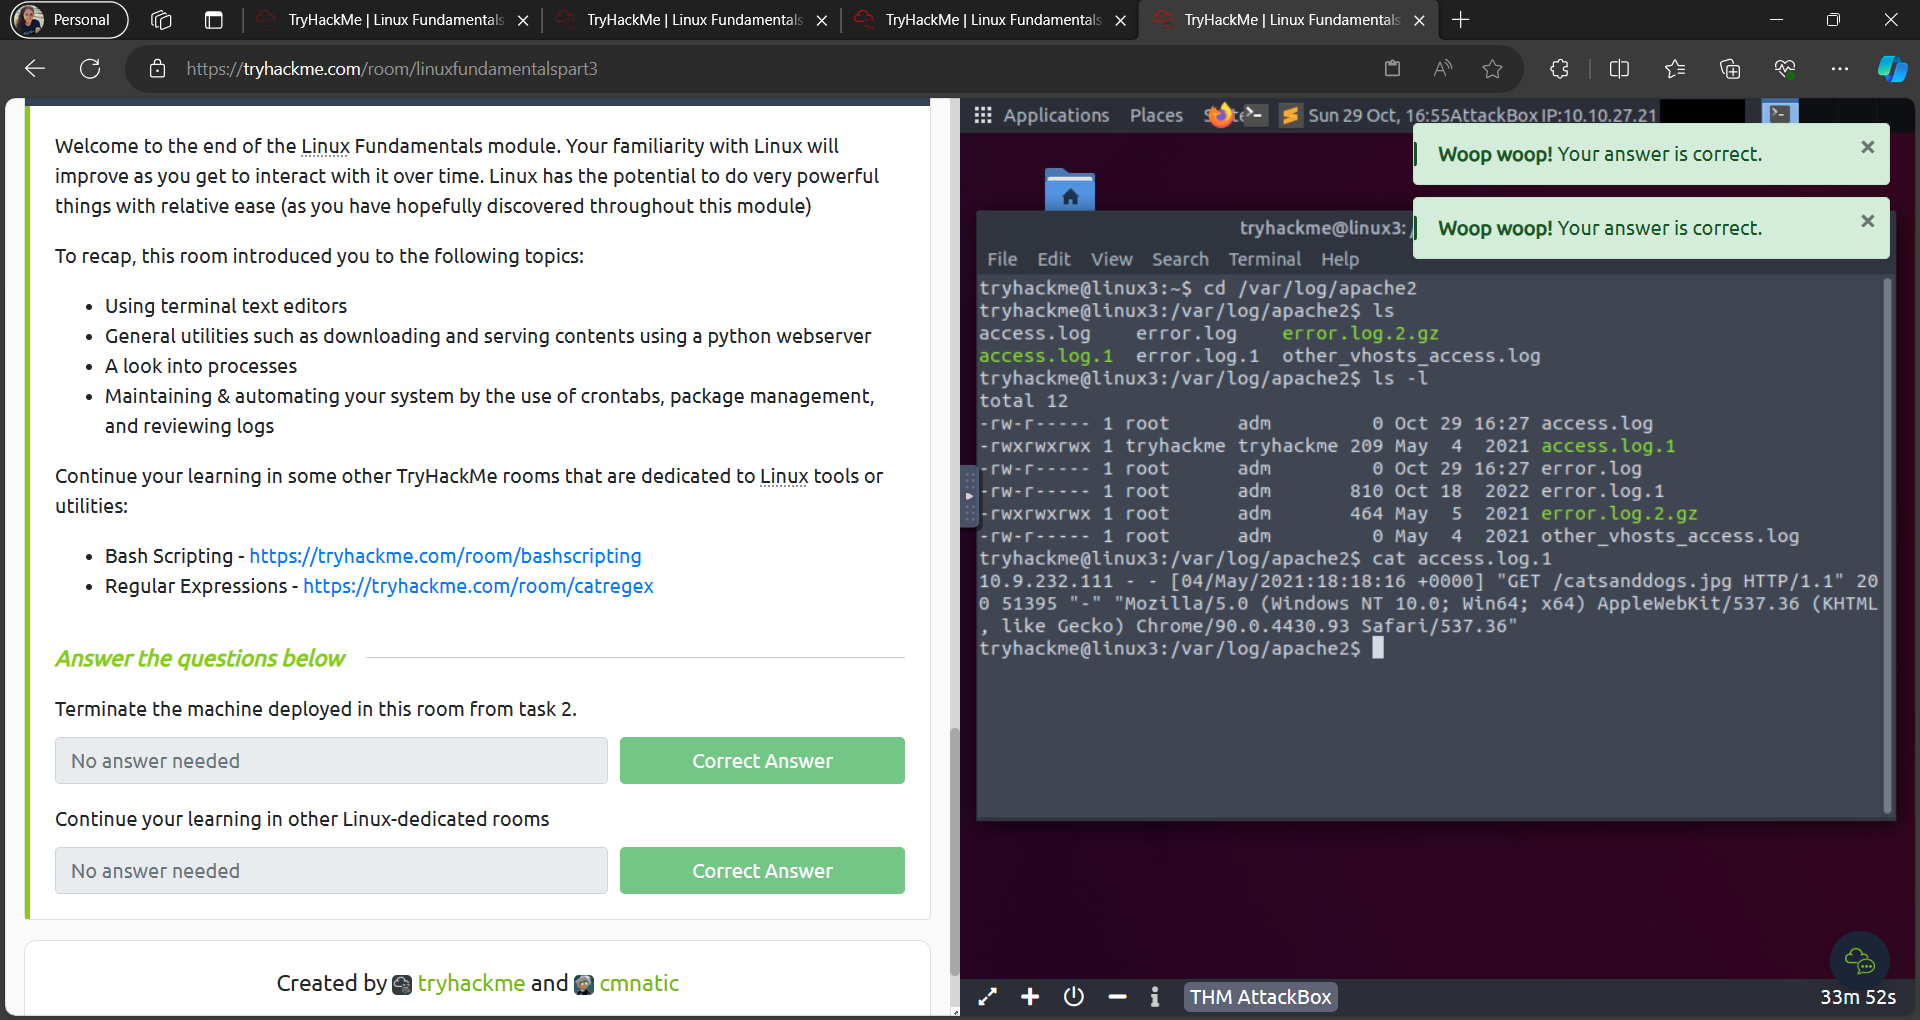 Personal
TryHackMe | Linux Fundamentals
TryHackMe | Linux Fundamentals
TryHackMe | Linux Fundamentals
TryHackMe | Linux Fundamentals
https://tryhackme.com/room/linuxfundamentalspart3
Welcome to the end of the Linux Fundamentals module. Your familiarity with Linux will
improve as you get to interact with it over time. Linux has the potential to do very powerful
things with relative ease (as you have hopefully discovered throughout this module)
To recap, this room introduced you to the following topics:
• Using terminal text editors
• General utilities such as downloading and serving contents using a python webserver
• A look into processes
• Maintaining & automating your system by the use of crontabs, package management,
and reviewing logs
Continue your learning in some other TryHackMe rooms that are dedicated to Linux tools or
utilities:
• Bash Scripting - https://tryhackme.com/room/bashscripting
• Regular Expressions - https://tryhackme.com/room/catregex
Answer the questions below
Terminate the machine deployed in this room from task 2.
No answer needed
Correct Answer
Continue your learning in other Linux-dedicated rooms
No answer needed
Correct Answer
Created by tryhackme and cmnatic
Applications Places Sun 29 Oct, 16:55 AttackBox IP:10.10.27.21
Woop woop! Your answer is correct.
Woop woop! Your answer is correct.
tryhackme@linux3: /
File Edit View Search Terminal Help
tryhackme@linux3:~$ cd /var/log/apache2
tryhackme@linux3:/var/log/apache2$ ls
access.log    error.log    error.log.2.gz
access.log.1  error.log.1  other_vhosts_access.log
tryhackme@linux3:/var/log/apache2$ ls -l
total 12
-rw-r----- 1 root      adm         0 Oct 29 16:27 access.log
-rwxrwxrwx 1 tryhackme tryhackme 209 May  4  2021 access.log.1
-rw-r----- 1 root      adm         0 Oct 29 16:27 error.log
-rw-r----- 1 root      adm       810 Oct 18  2022 error.log.1
-rwxrwxrwx 1 root      adm       464 May  5  2021 error.log.2.gz
-rw-r----- 1 root      adm         0 May  4  2021 other_vhosts_access.log
tryhackme@linux3:/var/log/apache2$ cat access.log.1
10.9.232.111 - - [04/May/2021:18:18:16 +0000] "GET /catsanddogs.jpg HTTP/1.1" 20
0 51395 "-" "Mozilla/5.0 (Windows NT 10.0; Win64; x64) AppleWebKit/537.36 (KHTML
, like Gecko) Chrome/90.0.4430.93 Safari/537.36"
tryhackme@linux3:/var/log/apache2$
THM AttackBox
33m 52s